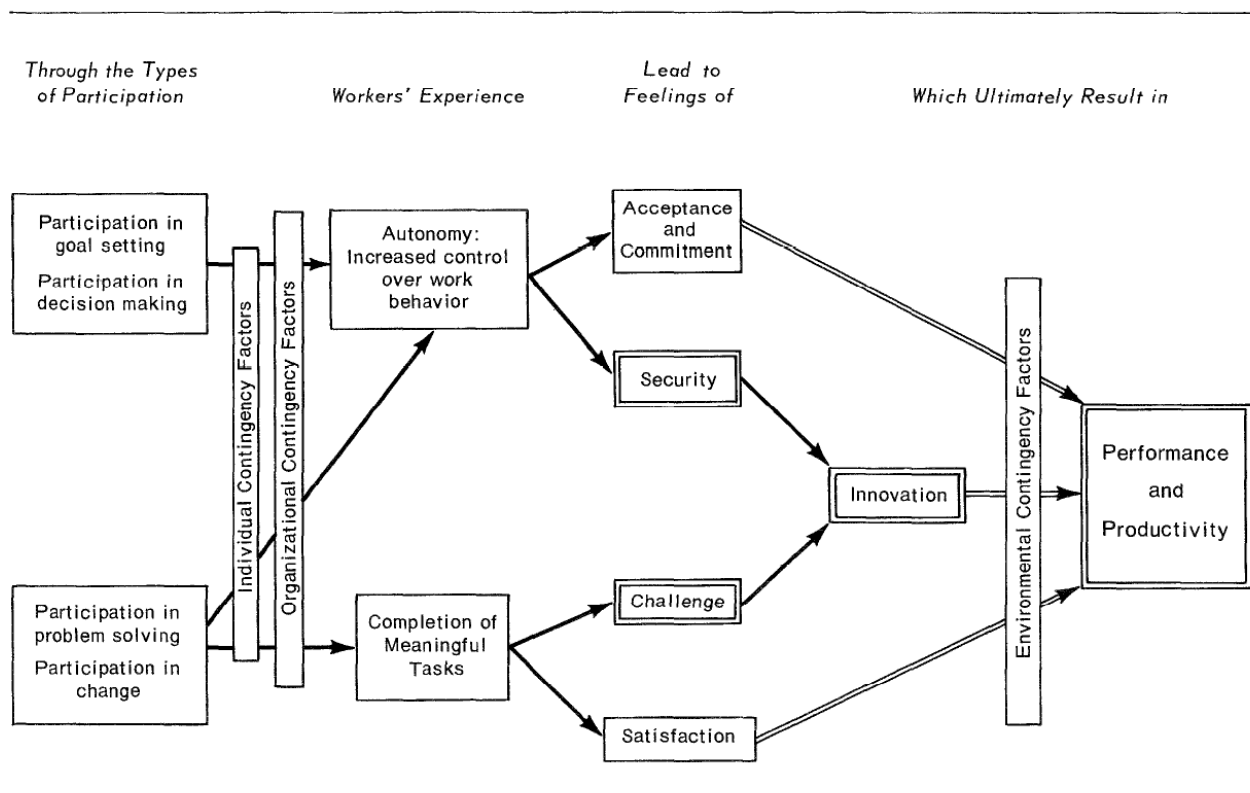 Through the Types
of Participation
Workers' Experience
Lead to
Feelings of
Which Ultimately Result in
Participation in
goal setting
Participation in
decision making
Individual Contingency Factors
Organizational Contingency Factors
Autonomy:
Increased control
over work
behavior
Acceptance
and
Commitment
Security
Innovation
Environmental Contingency Factors
Performance
and
Productivity
Participation in
problem solving
Participation in
change
Completion of
Meaningful
Tasks
Challenge
Satisfaction